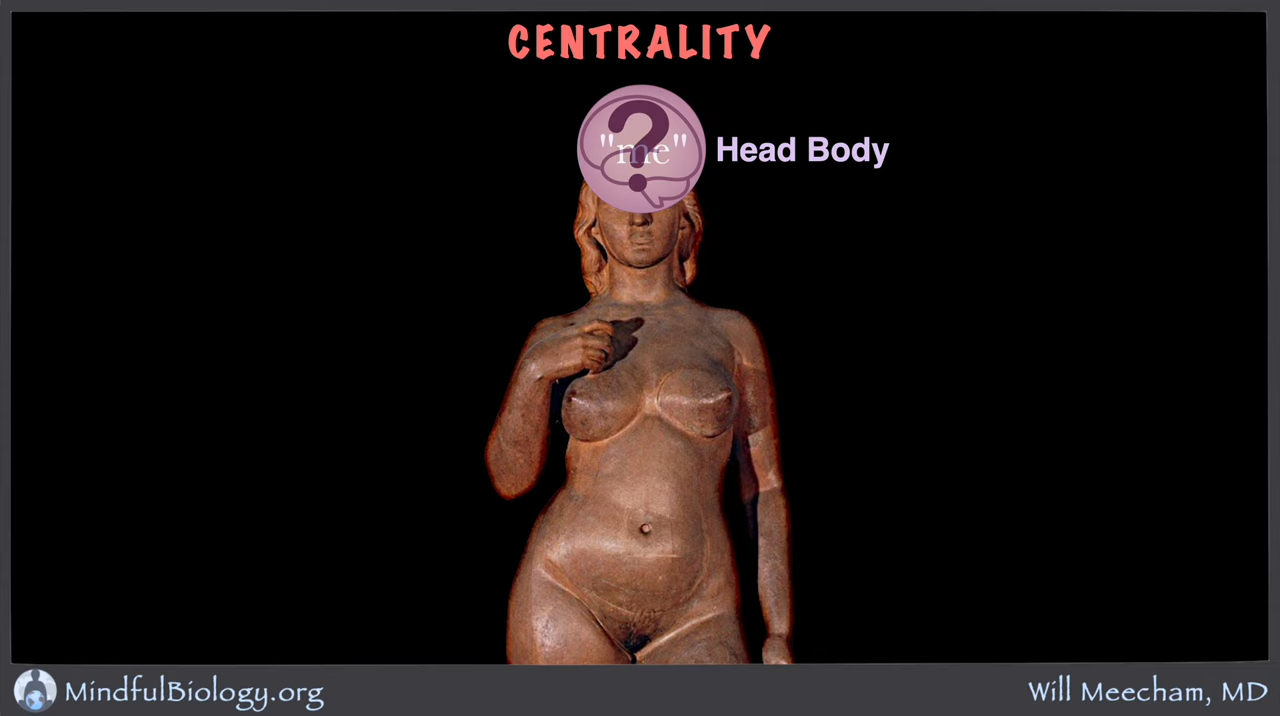 CENTRALITY
?
"me"
Head Body
MindfulBiology.org
Will Meecham, MD